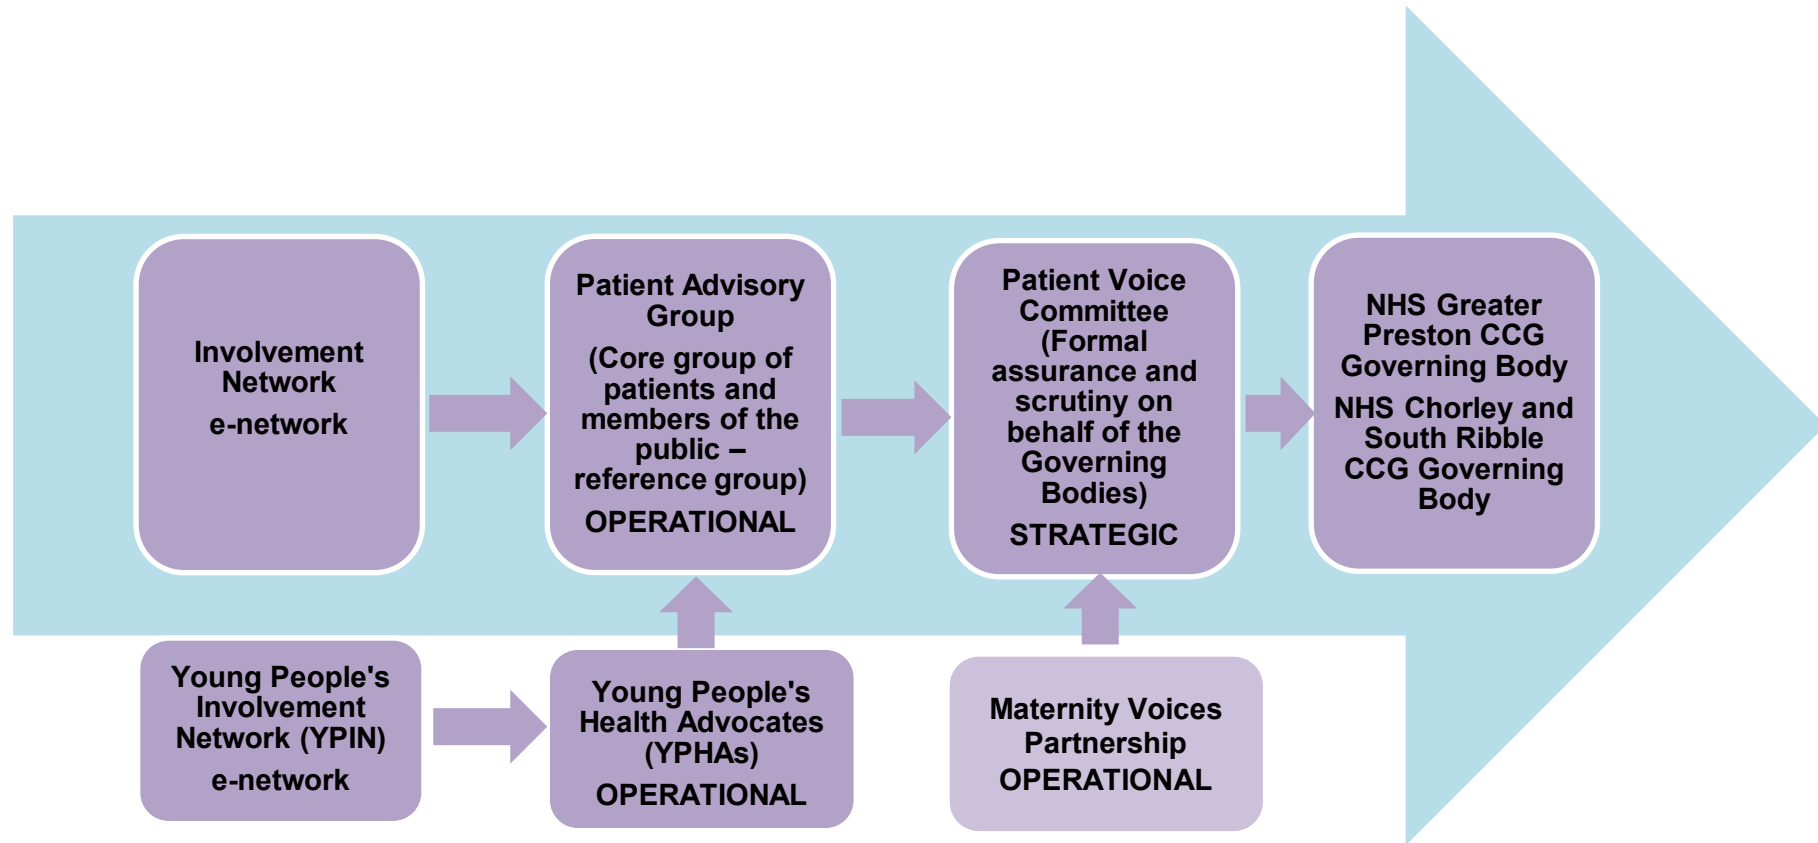 Involvement
Network
e-network
Patient Advisory
Group
(Core group of
patients and
members of the
public –
reference group)
OPERATIONAL
Patient Voice
Committee
(Formal
assurance and
scrutiny on
behalf of the
Governing
Bodies)
STRATEGIC
NHS Greater
Preston CCG
Governing Body
NHS Chorley and
South Ribble
CCG Governing
Body
Young People's
Involvement
Network (YPIN)
e-network
Young People's
Health Advocates
(YPHAs)
OPERATIONAL
Maternity Voices
Partnership
OPERATIONAL